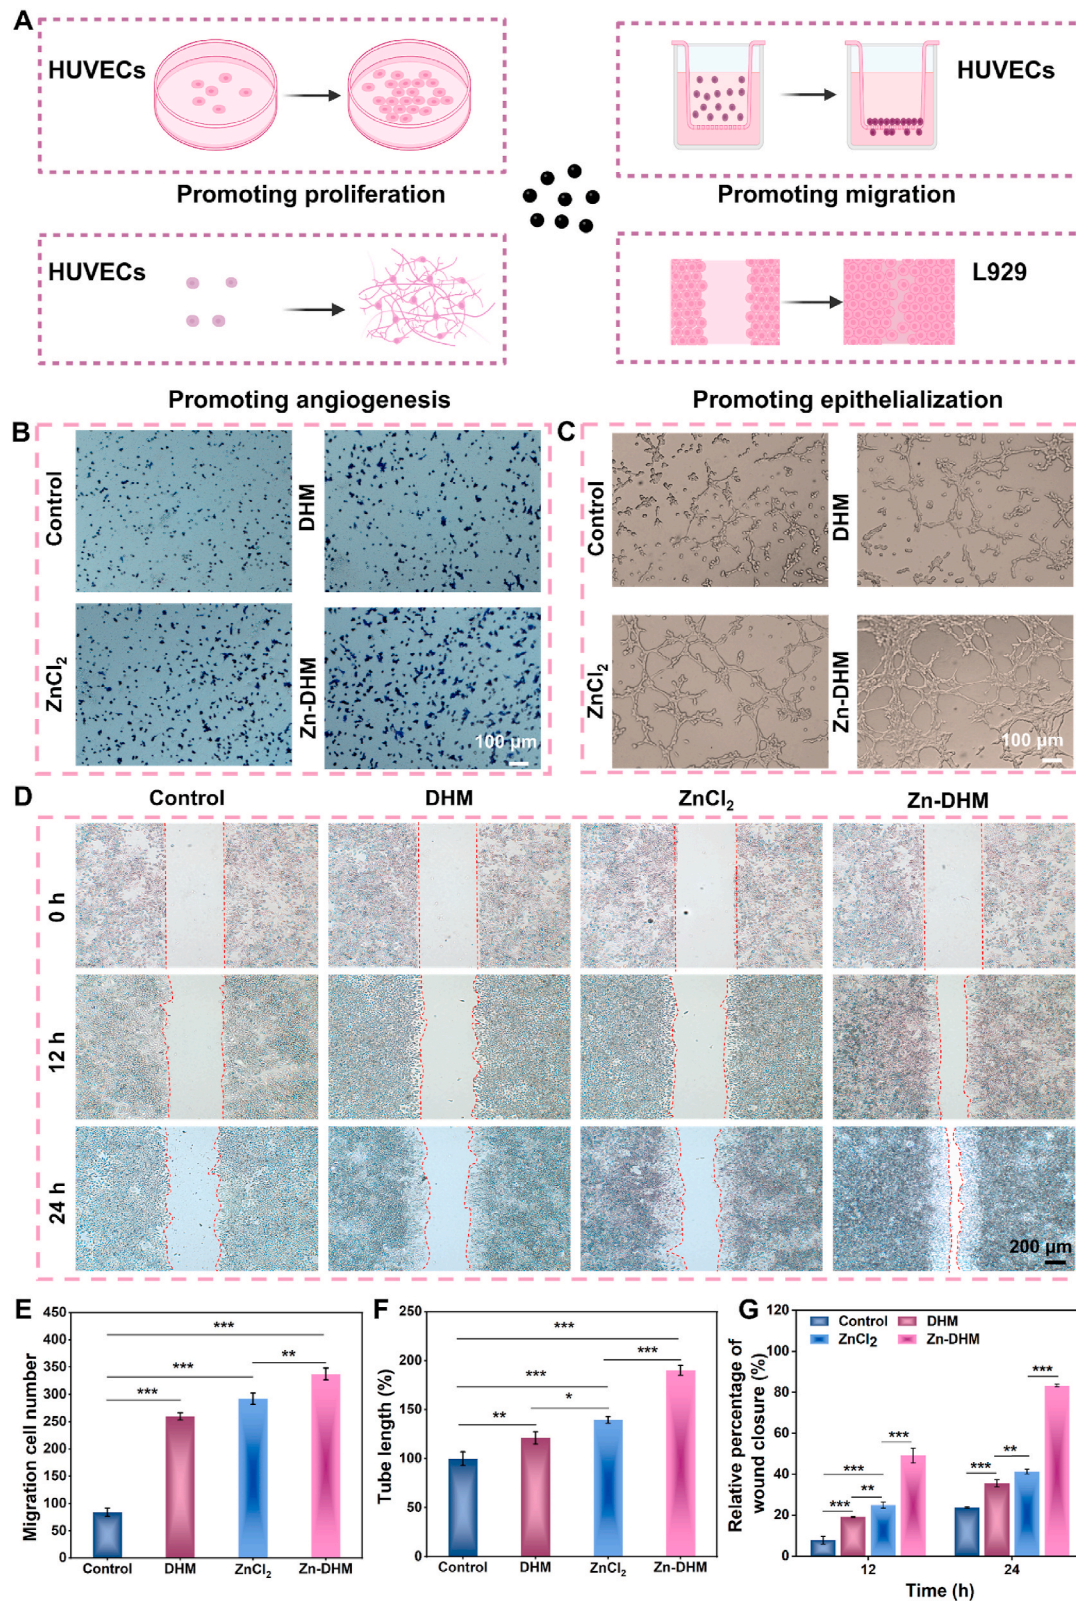 A
HUVECs
HUVECs
Promoting proliferation
Promoting migration
HUVECs
L929
Promoting angiogenesis
Promoting epithelialization
B
Control
DHM
ZnCl₂
Zn-DHM
100 μm
C
Control
DHM
ZnCl₂
Zn-DHM
100 μm
D
Control
DHM
ZnCl₂
Zn-DHM
0 h
12 h
24 h
200 μm
E
Migration cell number
450
400
350
300
250
200
150
100
50
0
***
***
**
***
Control
DHM
ZnCl₂
Zn-DHM
F
Tube length (%)
250
200
150
100
50
0
***
***
***
*
**
Control
DHM
ZnCl₂
Zn-DHM
G
Relative percentage of
wound closure (%)
120
100
80
60
40
20
0
Control
DHM
ZnCl₂
Zn-DHM
***
***
**
***
***
**
***
12
24
Time (h)